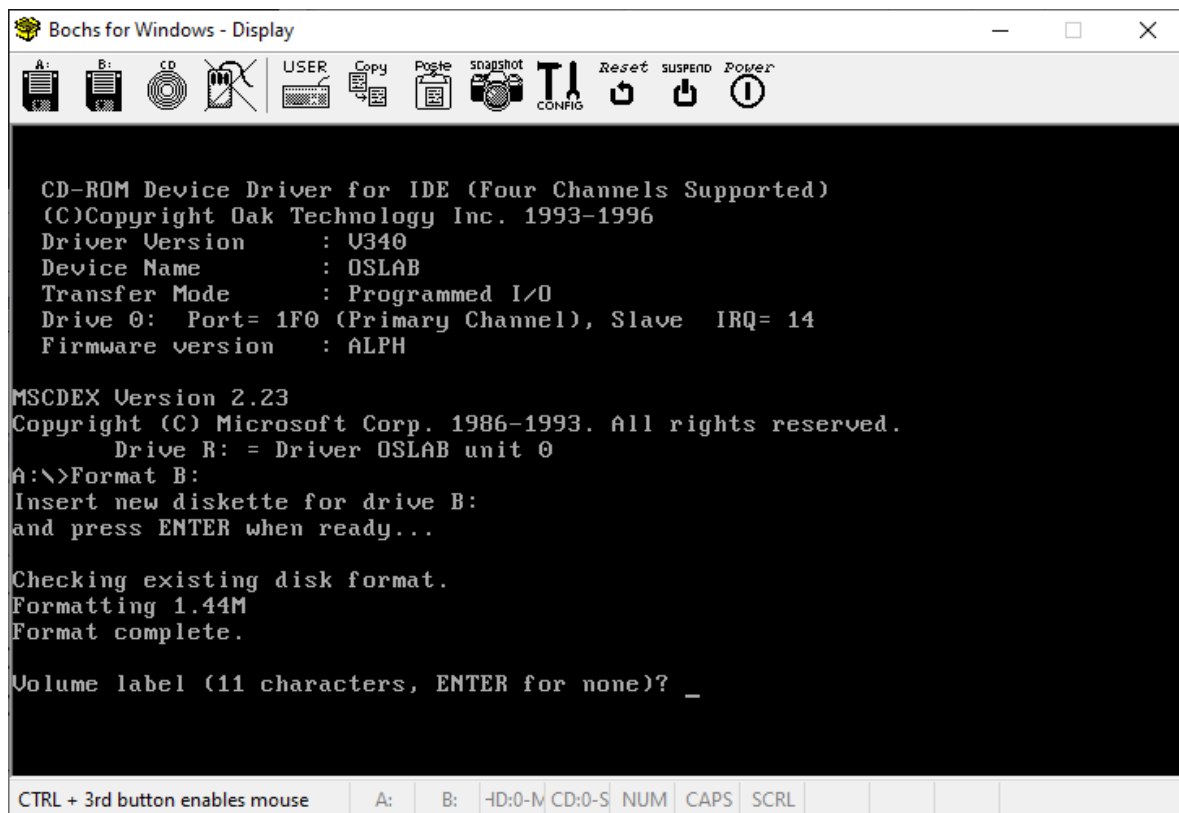 Bochs for Windows - Display
A: B: CD USER Copy Paste snapshot CONFIG Reset SUSPEND Power
CD-ROM Device Driver for IDE (Four Channels Supported)
(C)Copyright Oak Technology Inc. 1993-1996
Driver Version : V340
Device Name : OSLAB
Transfer Mode : Programmed I/O
Drive 0: Port= 1F0 (Primary Channel), Slave IRQ= 14
Firmware version : ALPH
MSCDEX Version 2.23
Copyright (C) Microsoft Corp. 1986-1993. All rights reserved.
Drive R: = Driver OSLAB unit 0
A:\>Format B:
Insert new diskette for drive B:
and press ENTER when ready...
Checking existing disk format.
Formatting 1.44M
Format complete.
Volume label (11 characters, ENTER for none)? _
CTRL + 3rd button enables mouse A: B: HD:0-M CD:0-S NUM CAPS SCRL